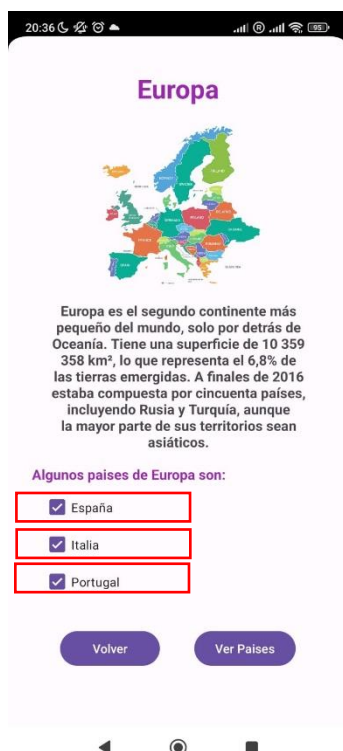 20:36
95
Europa
Europa es el segundo continente más
pequeño del mundo, solo por detrás de
Oceanía. Tiene una superficie de 10 359
358 km², lo que representa el 6,8% de
las tierras emergidas. A finales de 2016
estaba compuesta por cincuenta países,
incluyendo Rusia y Turquía, aunque
la mayor parte de sus territorios sean
asiáticos.
Algunos paises de Europa son:
España
Italia
Portugal
Volver
Ver Paises